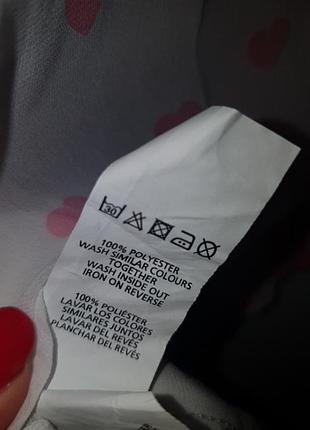 30
100% POLYESTER
WASH SIMILAR COLOURS
TOGETHER
WASH INSIDE OUT
IRON ON REVERSE
100% POLIÉSTER
LAVAR LOS COLORES
SIMILARES JUNTOS
LAVAR DEL REVÉS
PLANCHAR DEL REVÉS